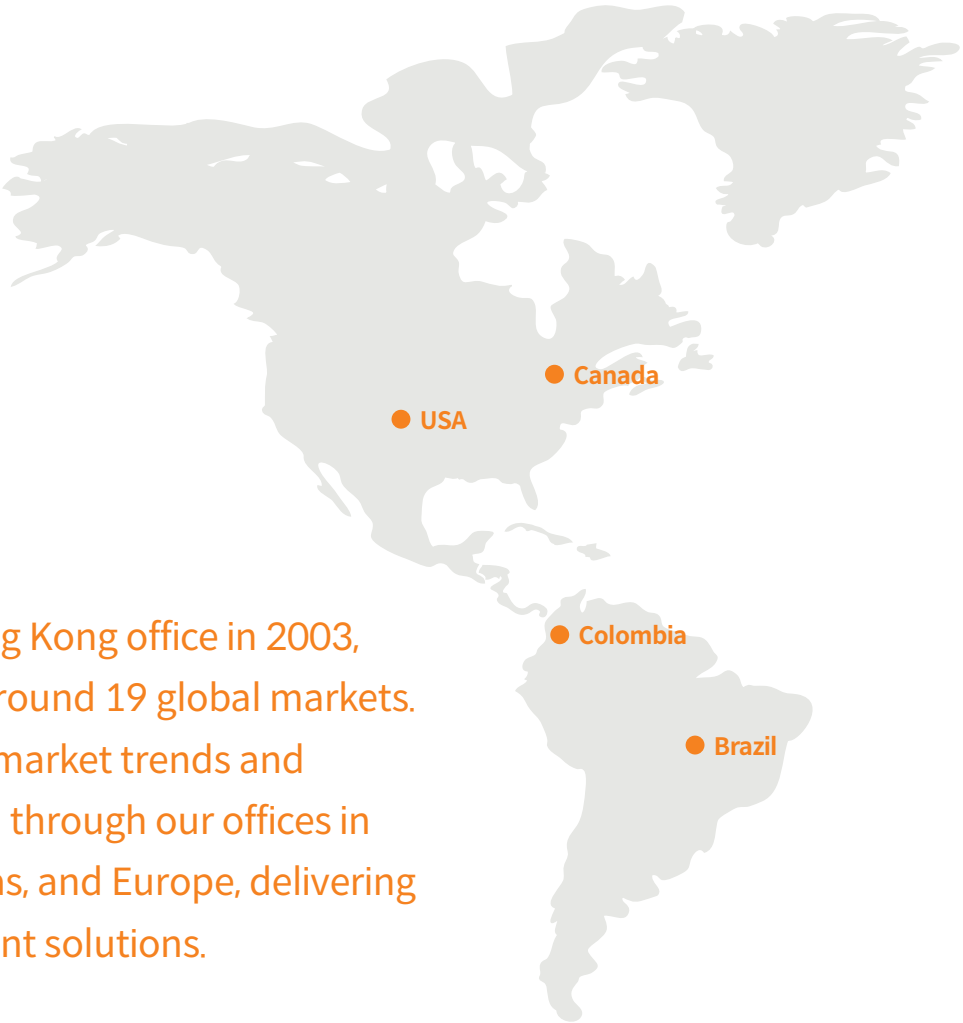 Canada
USA
Colombia
Brazil
g Kong office in 2003,
round 19 global markets.
market trends and
through our offices in
s, and Europe, delivering
nt solutions.